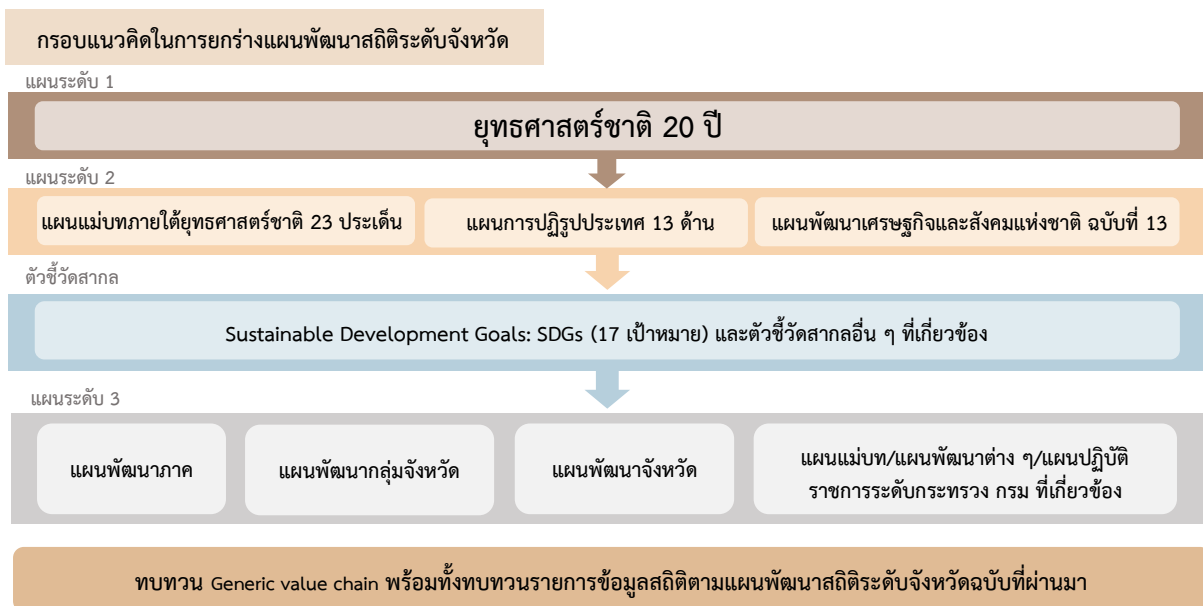 กรอบแนวคิดในการยกร่างแผนพัฒนาสถิติระดับจังหวัด
แผนระดับ 1
ยุทธศาสตร์ชาติ 20 ปี
แผนระดับ 2
แผนแม่บทภายใต้ยุทธศาสตร์ชาติ 23 ประเด็น
แผนการปฏิรูปประเทศ 13 ด้าน
แผนพัฒนาเศรษฐกิจและสังคมแห่งชาติ ฉบับที่ 13
ตัวชี้วัดสากล
Sustainable Development Goals: SDGs (17 เป้าหมาย) และตัวชี้วัดสากลอื่น ๆ ที่เกี่ยวข้อง
แผนระดับ 3
แผนพัฒนาภาค
แผนพัฒนากลุ่มจังหวัด
แผนพัฒนาจังหวัด
แผนแม่บท/แผนพัฒนาต่าง ๆ/แผนปฏิบัติ
ราชการระดับกระทรวง กรม ที่เกี่ยวข้อง
ทบทวน Generic value chain พร้อมทั้งทบทวนรายการข้อมูลสถิติตามแผนพัฒนาสถิติระดับจังหวัดฉบับที่ผ่านมา